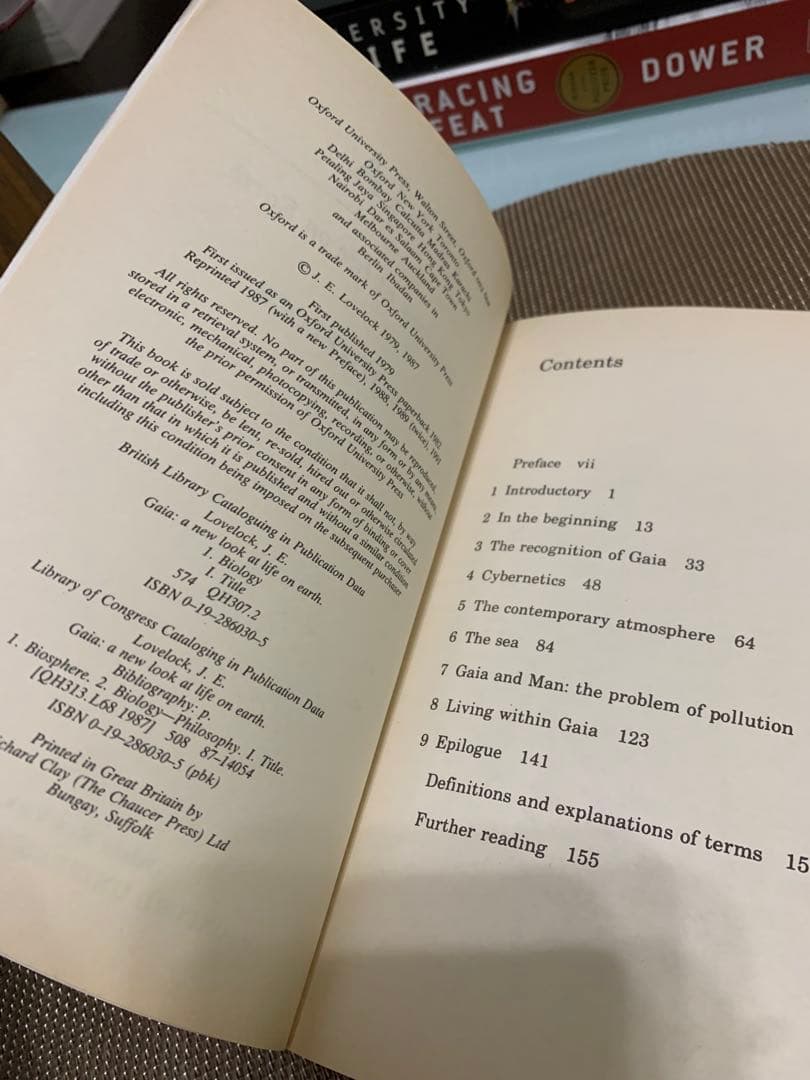 ERSITY
IFE
RACING
FEAT
DOWER
Oxford University Press, Walton Street, Oxford
Oxford New York Toronto
Delhi Bombay Calcutta Madras Karachi
Petaling Jaya Singapore Hong Kong Tokyo
Nairobi Dar es Salaam Cape Town
Melbourne Auckland
and associated companies in
Berlin Ibadan
Oxford is a trade mark of Oxford University Press
© J. E. Lovelock 1979, 1987
First published 1979
First issued as an Oxford University Press paperback 1982
Reprinted 1987 (with a new Preface), 1988, 1989 (twice), 1991
All rights reserved. No part of this publication may be reproduced,
stored in a retrieval system, or transmitted, in any form or by any means,
electronic, mechanical, photocopying, recording, or otherwise, without
the prior permission of Oxford University Press
This book is sold subject to the condition that it shall not, by way
of trade or otherwise, be lent, re-sold, hired out or otherwise circulated
without the publisher's prior consent in any form of binding or cover
other than that in which it is published and without a similar condition
including this condition being imposed on the subsequent purchaser
British Library Cataloguing in Publication Data
Lovelock, J. E.
Gaia: a new look at life on earth.
1. Biology
I. Title
574 QH307.2
ISBN 0-19-286030-5
Library of Congress Cataloging in Publication Data
Lovelock, J. E.
Gaia: a new look at life on earth.
Bibliography: p.
1. Biosphere. 2. Biology—Philosophy. I. Title.
[QH313.L68 1987] 508 87-14054
ISBN 0-19-286030-5 (pbk)
Printed in Great Britain by
chard Clay (The Chaucer Press) Ltd
Bungay, Suffolk
Contents
Preface vii
1 Introductory 1
2 In the beginning 13
3 The recognition of Gaia 33
4 Cybernetics 48
5 The contemporary atmosphere 64
6 The sea 84
7 Gaia and Man: the problem of pollution
8 Living within Gaia 123
9 Epilogue 141
Definitions and explanations of terms 15
Further reading 155